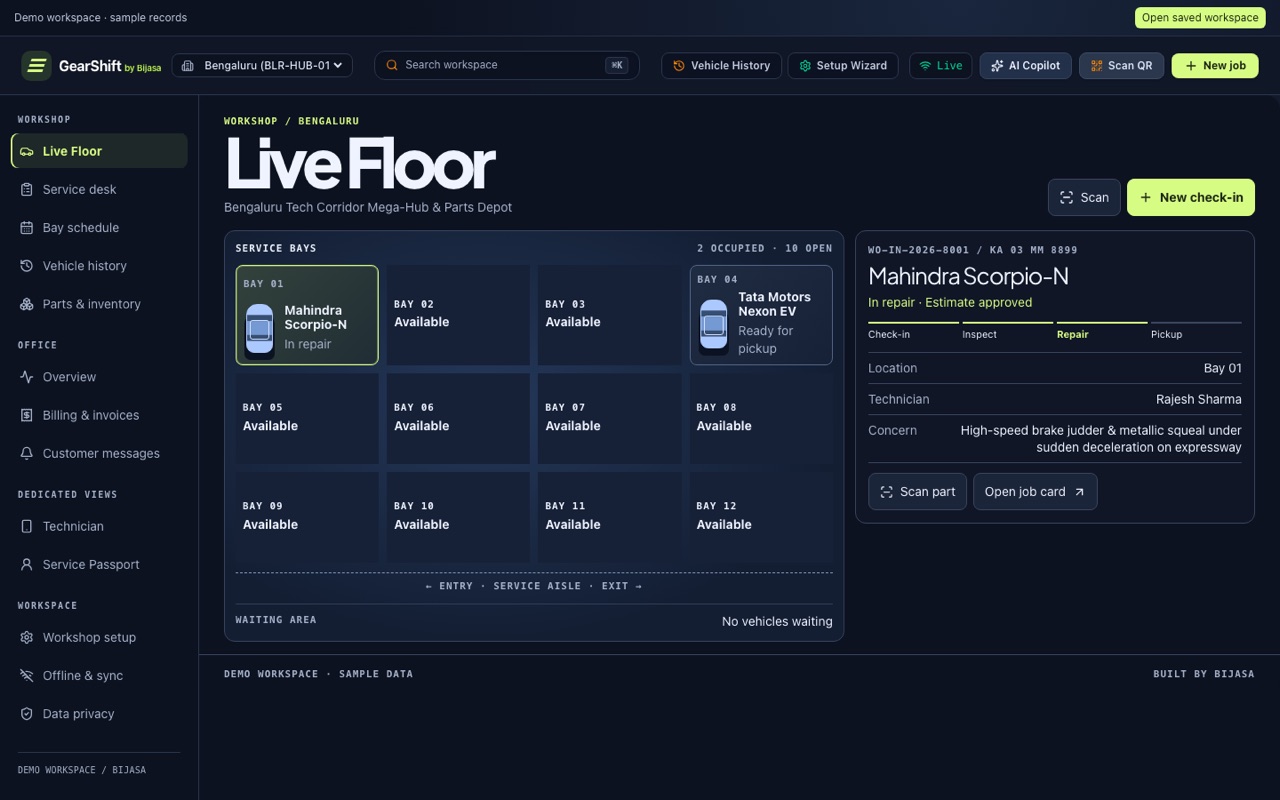 Demo workspace · sample records
Open saved workspace
GearShift by Bijasa
Bengaluru (BLR-HUB-01
Search workspace
⌘K
Vehicle History
Setup Wizard
Live
AI Copilot
Scan QR
+ New job
WORKSHOP
Live Floor
Service desk
Bay schedule
Vehicle history
Parts & inventory
OFFICE
Overview
Billing & invoices
Customer messages
DEDICATED VIEWS
Technician
Service Passport
WORKSPACE
Workshop setup
Offline & sync
Data privacy
DEMO WORKSPACE / BIJASA
WORKSHOP / BENGALURU
Live Floor
Bengaluru Tech Corridor Mega-Hub & Parts Depot
Scan
+ New check-in
SERVICE BAYS
2 OCCUPIED · 10 OPEN
BAY 01
Mahindra
Scorpio-N
In repair
BAY 02
Available
BAY 03
Available
BAY 04
Tata Motors
Nexon EV
Ready for
pickup
BAY 05
Available
BAY 06
Available
BAY 07
Available
BAY 08
Available
BAY 09
Available
BAY 10
Available
BAY 11
Available
BAY 12
Available
← ENTRY · SERVICE AISLE · EXIT →
WAITING AREA
No vehicles waiting
WO-IN-2026-8001 / KA 03 MM 8899
Mahindra Scorpio-N
In repair · Estimate approved
Check-in
Inspect
Repair
Pickup
Location
Bay 01
Technician
Rajesh Sharma
Concern
High-speed brake judder & metallic squeal under
sudden deceleration on expressway
Scan part
Open job card
DEMO WORKSPACE · SAMPLE DATA
BUILT BY BIJASA